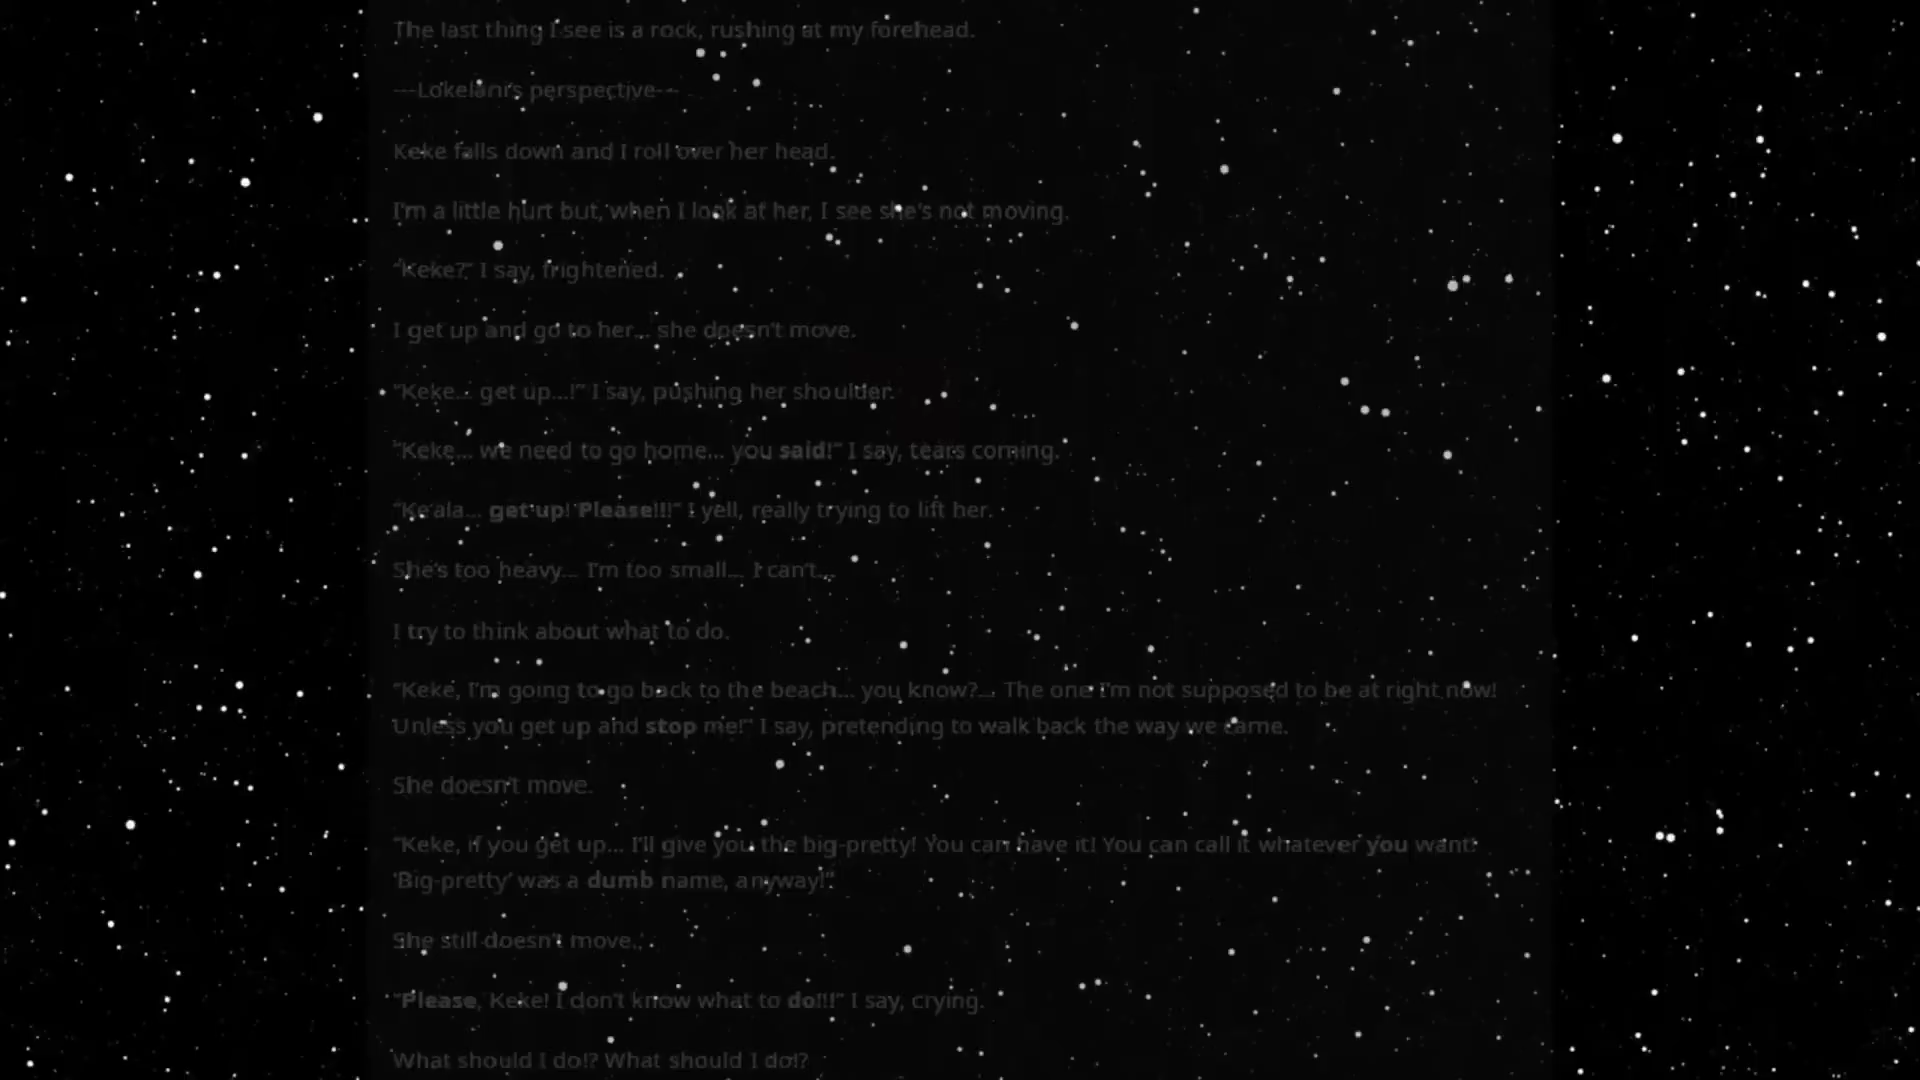 The last thing I see is a rock, rushing at my forehead.
---Lokelani's perspective---
Keke falls down and I roll over her head.
I'm a little hurt but, when I look at her, I see she's not moving.
“Keke?” I say, frightened.
I get up and go to her... she doesn't move.
“Keke... get up...!” I say, pushing her shoulder.
“Keke... we need to go home... you said!” I say, tears coming.
“Ke'ala... get up! Please!!!” I yell, really trying to lift her.
She's too heavy... I'm too small... I can't...
I try to think about what to do.
“Keke, I'm going to go back to the beach... you know?... The one I'm not supposed to be at right now!
Unless you get up and stop me!” I say, pretending to walk back the way we came.
She doesn't move.
“Keke, if you get up... I'll give you the big-pretty! You can have it! You can call it whatever you want!
‘Big-pretty’ was a dumb name, anyway!”
She still doesn't move...
“Please, Keke! I don't know what to do!!!” I say, crying.
What should I do!? What should I do!?